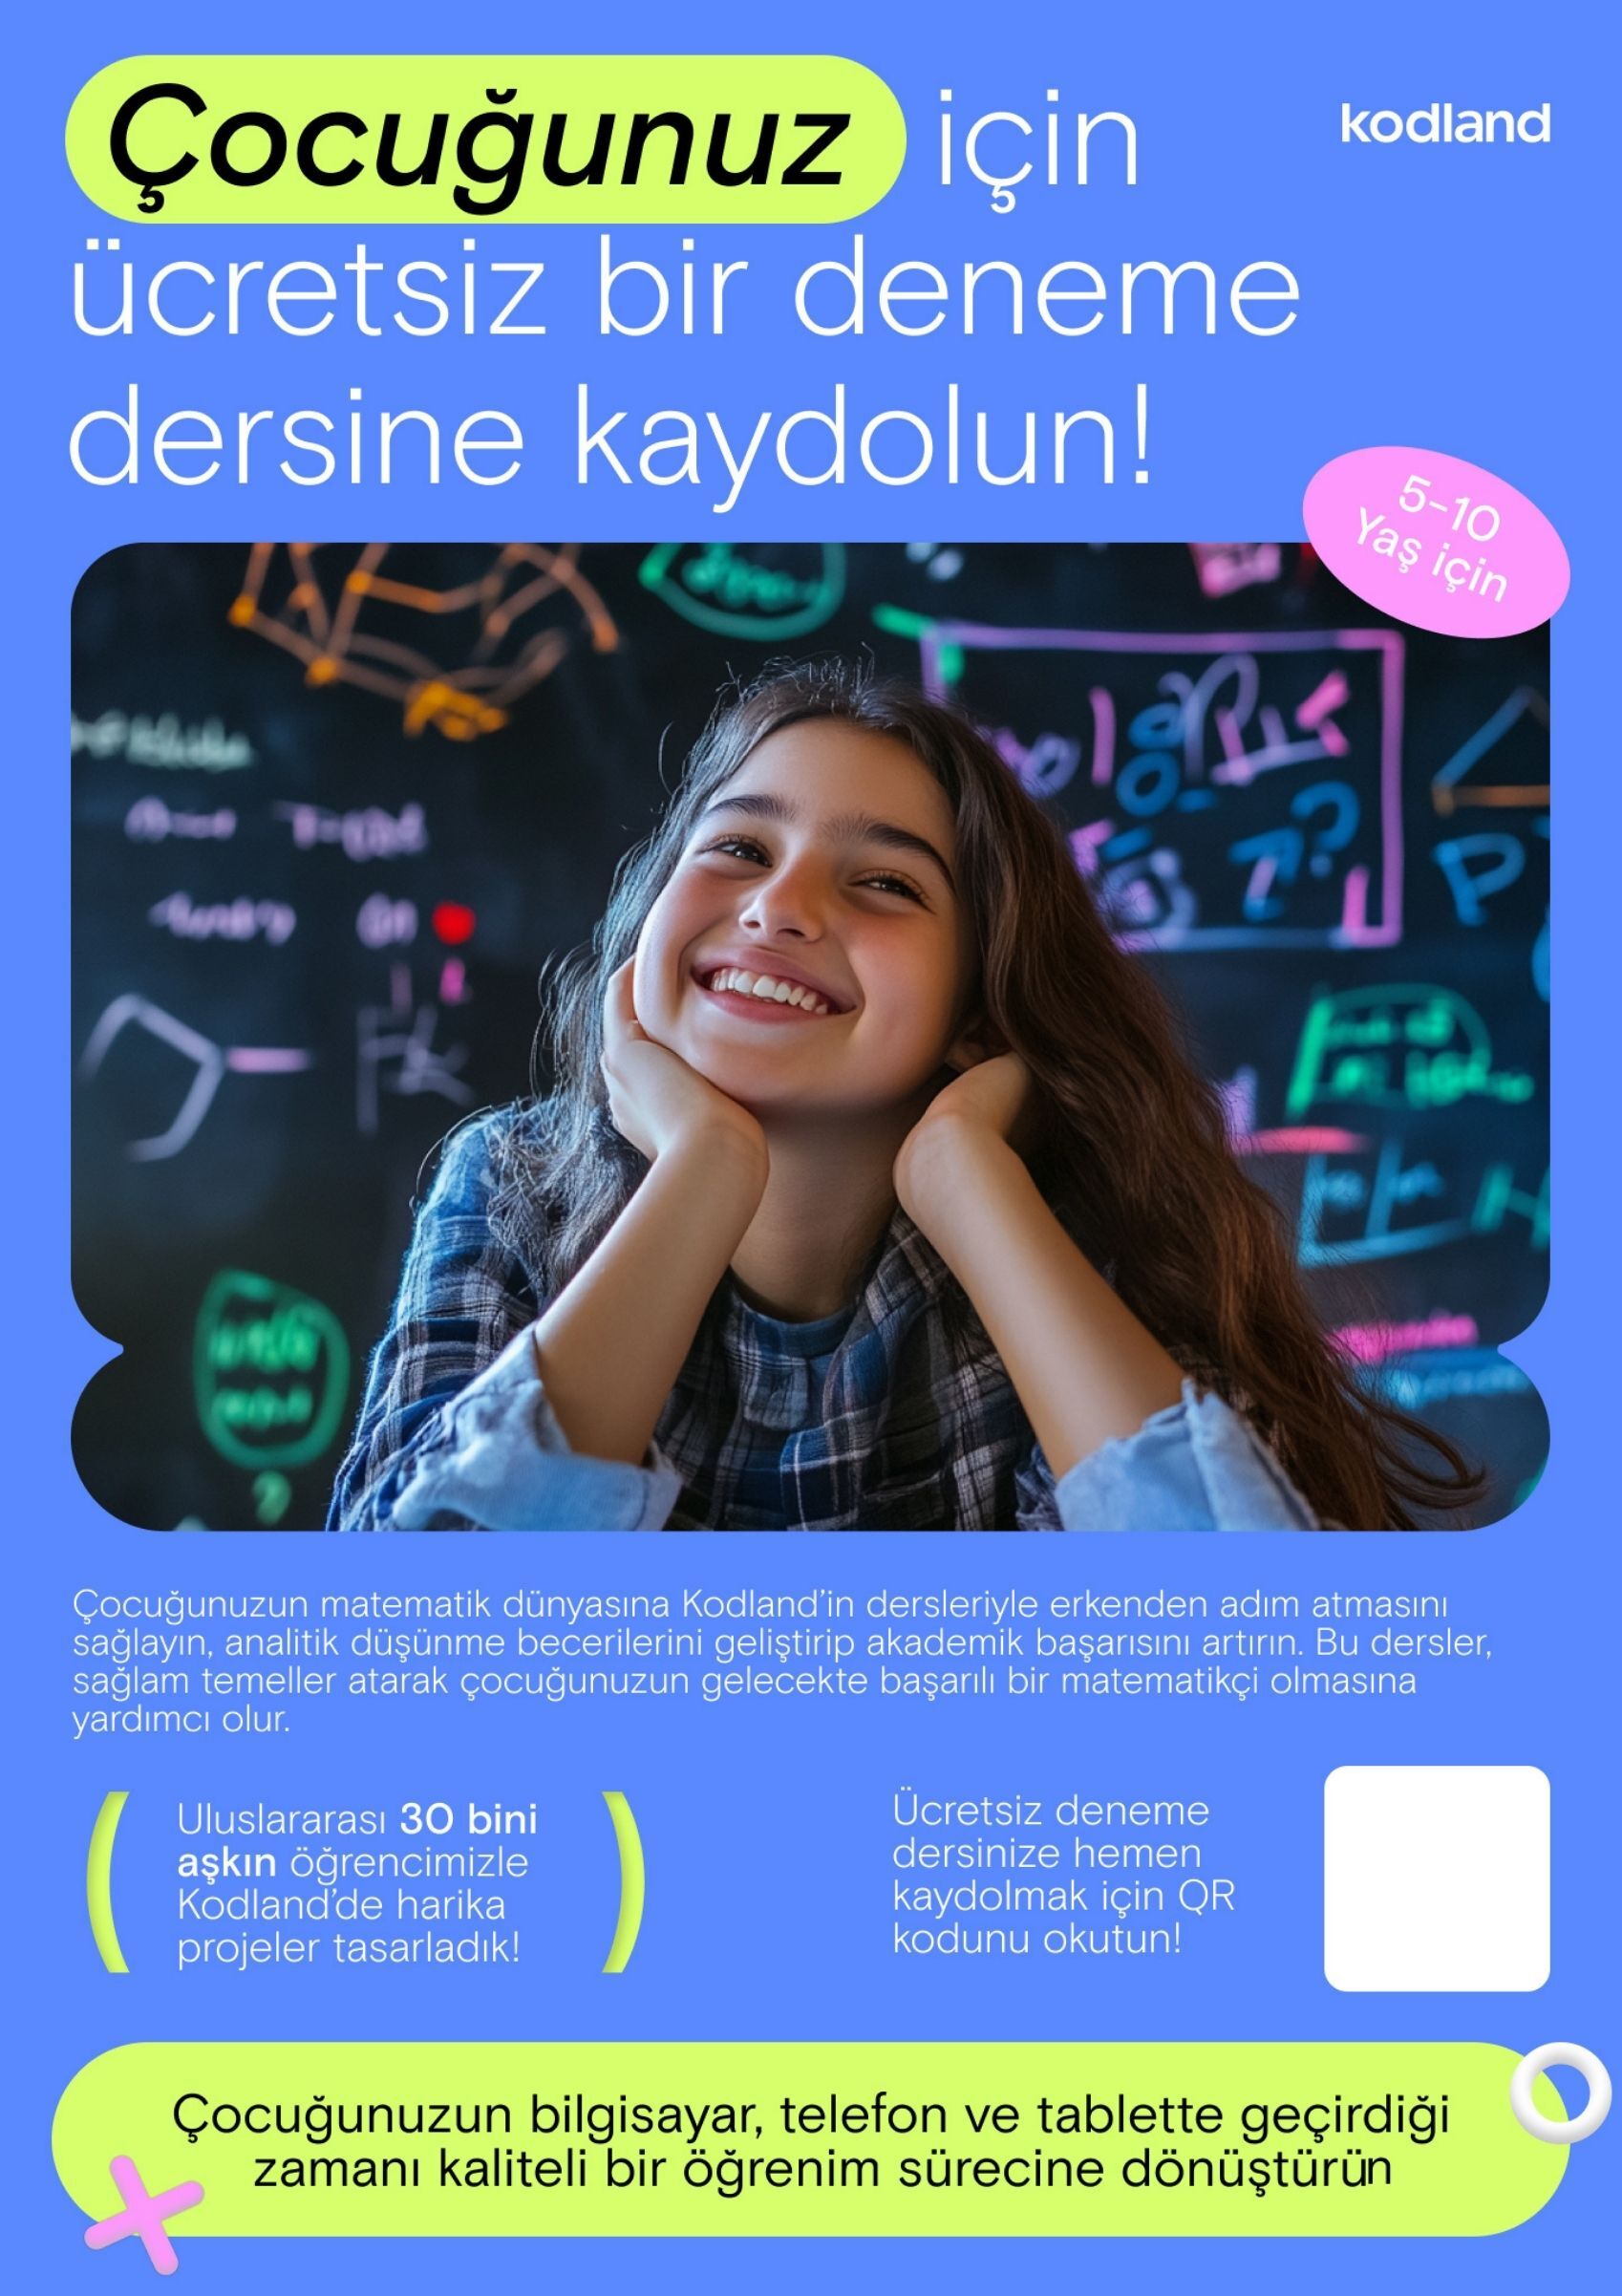 Çocuğunuz için
kodland
ücretsiz bir deneme
dersine kaydolun!
5-10
Yaş için
Çocuğunuzun matematik dünyasına Kodland'in dersleriyle erkenden adım atmasını
sağlayın, analitik düşünme becerilerini geliştirip akademik başarısını artırın. Bu dersler,
sağlam temeller atarak çocuğunuzun gelecekte başarılı bir matematikçi olmasına
yardımcı olur.
Uluslararası 30 bini
aşkın öğrencimizle
Kodland'de harika
projeler tasarladık!
Ücretsiz deneme
dersinize hemen
kaydolmak için QR
kodunu okutun!
Çocuğunuzun bilgisayar, telefon ve tablette geçirdiği
zamanı kaliteli bir öğrenim sürecine dönüştürün